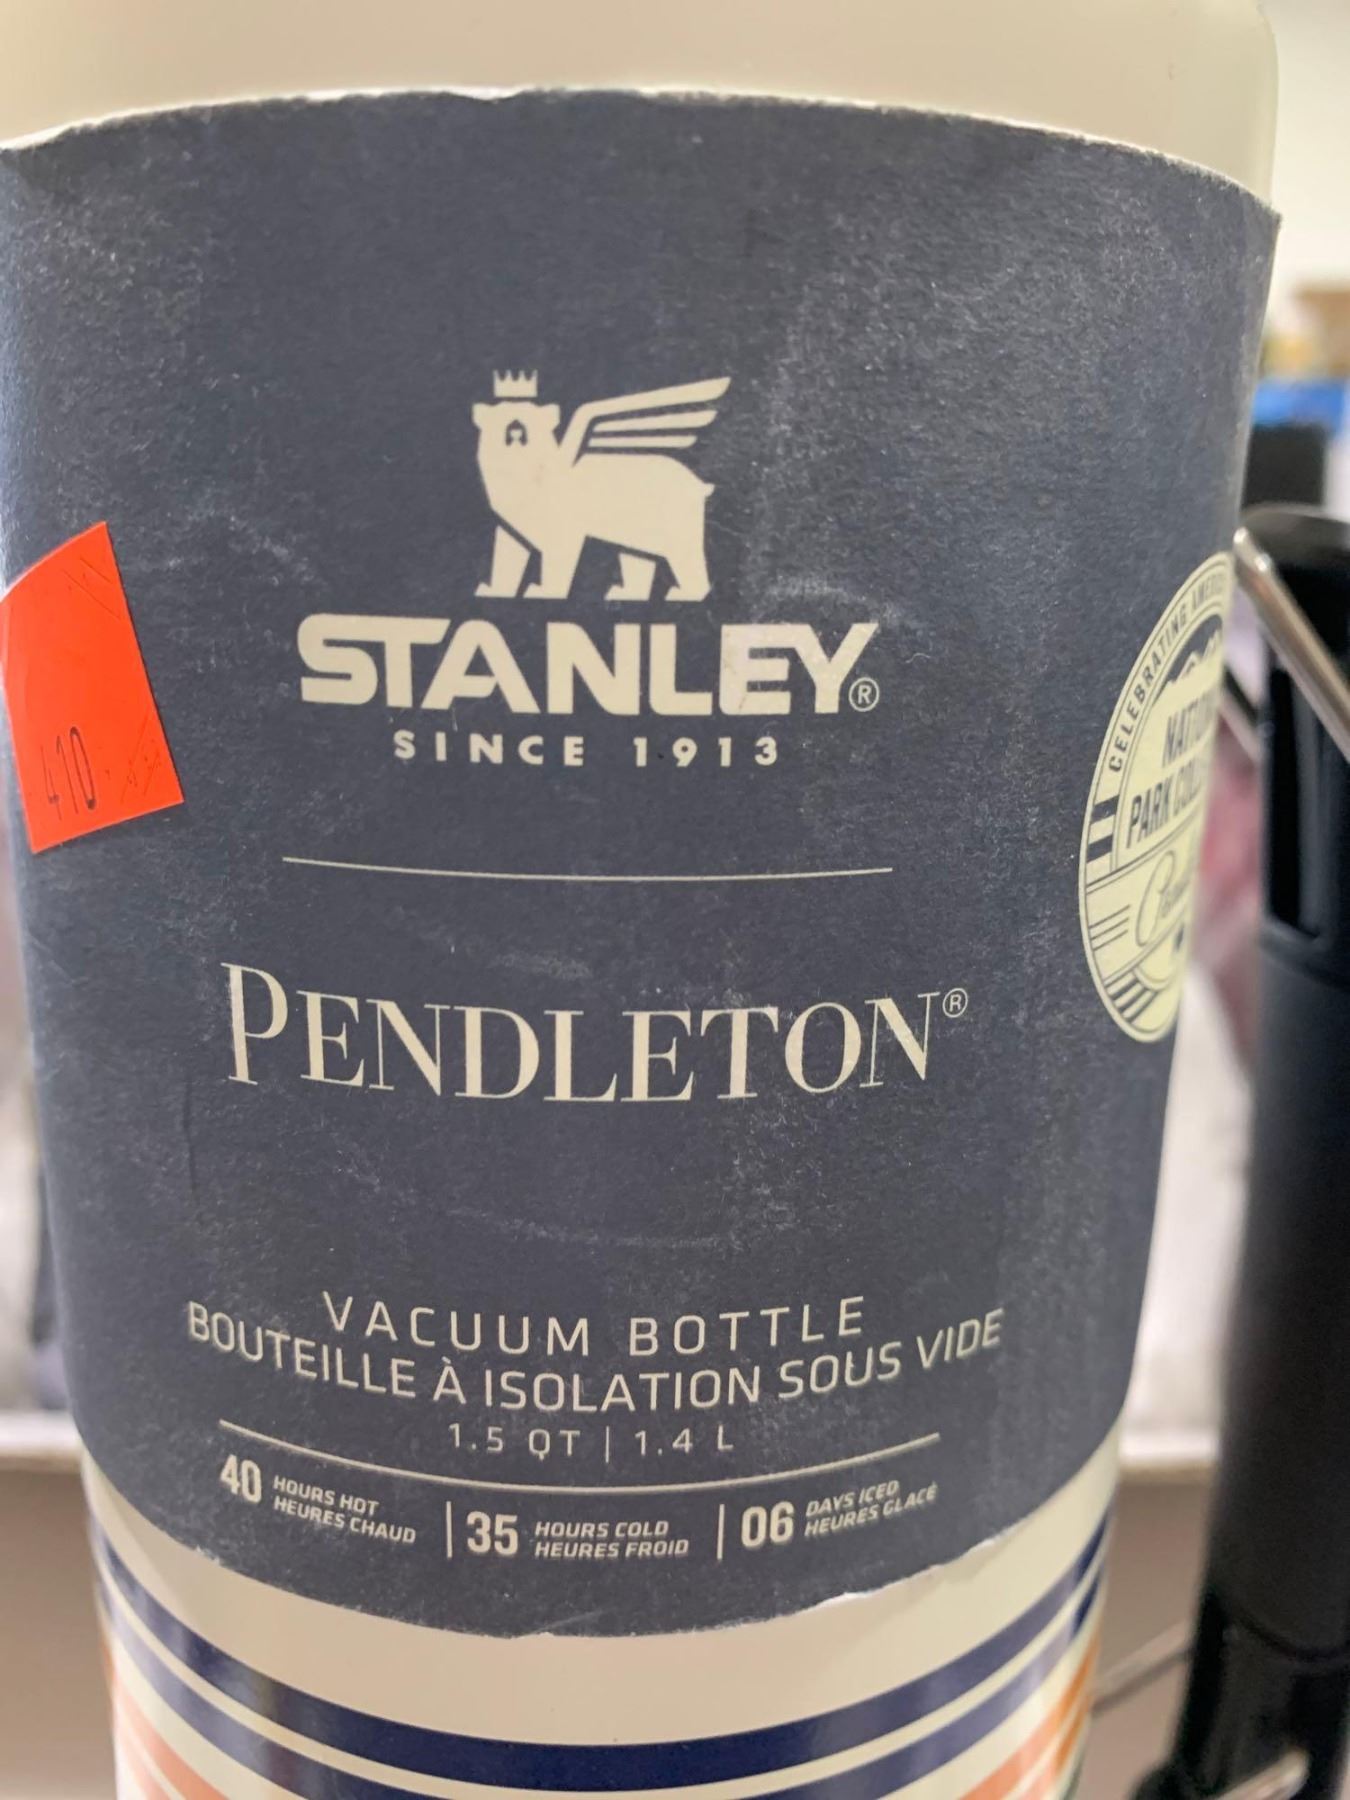 STANLEY®
SINCE 1913
410
CELEBRATING
PARK
PENDLETON®
VACUUM BOTTLE
BOUTEILLE À ISOLATION SOUS VIDE
1.5 QT | 1.4 L
40 HOURS HOT
HEURES CHAUD
35 HOURS COLD
HEURES FROID
06 DAYS ICED
HEURES GLACÉ